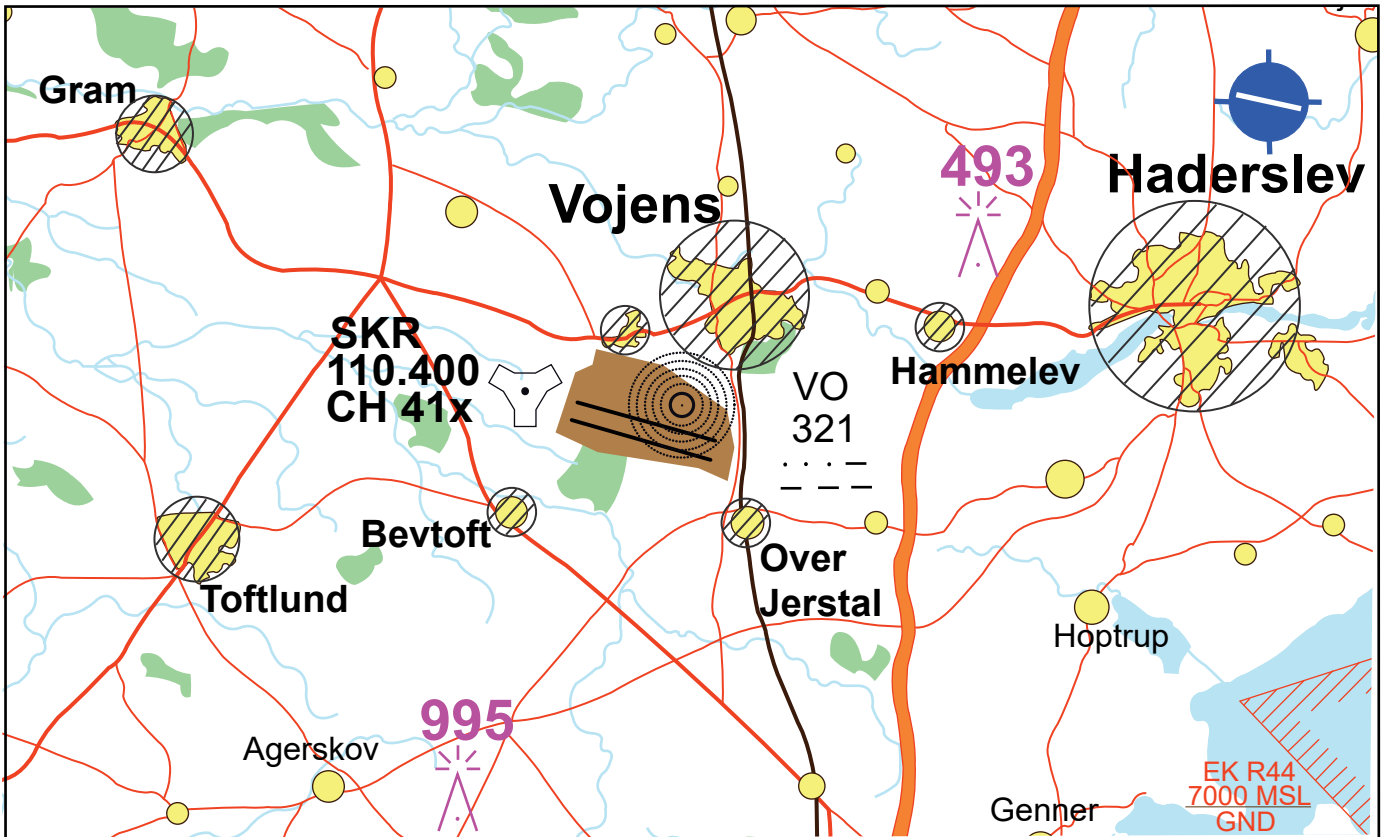 Gram
493
Haderslev
Vojens
SKR
110.400
CH 41x
VO
321
Hammelev
Bevtoft
Over
Jerstal
Toftlund
Hoptrup
995
Agerskov
EK R44
7000 MSL
GND
Genner